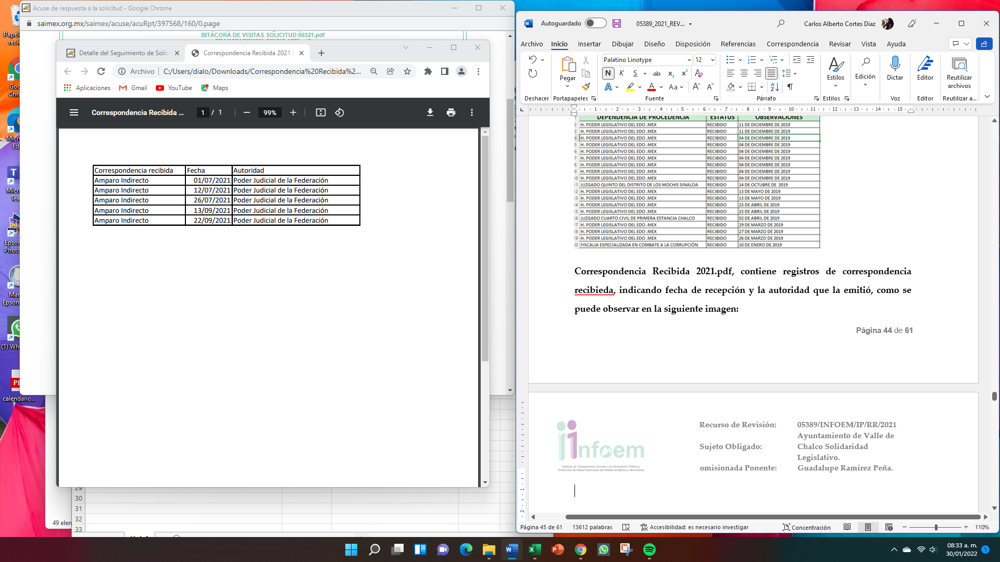 Acuse de respuesta a la solicitud - Google Chrome
saimex.org.mx/saimex/acuse/acuRpt/397568/160/0.page
BITÁCORA DE VISITAS SOLICITUD 00321.pdf
Detalle del Seguimiento de Solici
Correspondencia Recibida 2021 (
Archivo
C:/Users/dialo/Downloads/Correspondencia%20Recibida%2...
Aplicaciones
Gmail
YouTube
Maps
Correspondencia Recibida ...
1 / 1
99%
Correspondencia recibida Fecha Autoridad
Amparo Indirecto 01/07/2021 Poder Judicial de la Federación
Amparo Indirecto 12/07/2021 Poder Judicial de la Federación
Amparo Indirecto 26/07/2021 Poder Judicial de la Federación
Amparo Indirecto 13/09/2021 Poder Judicial de la Federación
Amparo Indirecto 22/09/2021 Poder Judicial de la Federación
29
30
31
32
33
49 elen
calendario...
Autoguardado
05389_2021_REV...
Carlos Alberto Cortes Diaz
Archivo Inicio Insertar Dibujar Diseño Disposición Referencias Correspondencia Revisar Vista Ayuda
Pegar
Palatino Linotype 12
N K S ab x₂ x²
Estilos
Edición
Dictar
Editor
Reutilizar archivos
Deshacer Portapapeles Fuente Párrafo Estilos Voz Editor Reutilizar a...
1 2 3 4 5 6 7 8 9 10 11 12 13 14 15
1 DEPENDENCIA DE PROCEDENCIA ESTATUS OBSERVACIONES
2 H. PODER LEGISLATIVO DEL EDO .MEX RECIBIDO 11 DE DICIEMBRE DE 2019
3 H. PODER LEGISLATIVO DEL EDO .MEX RECIBIDO 11 DE DICIEMBRE DE 2019
4 H. PODER LEGISLATIVO DEL EDO .MEX RECIBIDO 04 DE DICIEMBRE DE 2019
5 H. PODER LEGISLATIVO DEL EDO .MEX RECIBIDO 04 DE DICIEMBRE DE 2019
6 H. PODER LEGISLATIVO DEL EDO .MEX RECIBIDO 04 DE DICIEMBRE DE 2019
7 H. PODER LEGISLATIVO DEL EDO .MEX RECIBIDO 04 DE DICIEMBRE DE 2019
8 H. PODER LEGISLATIVO DEL EDO .MEX RECIBIDO 04 DE DICIEMBRE DE 2019
9 H. PODER LEGISLATIVO DEL EDO .MEX RECIBIDO 04 DE DICIEMBRE DE 2019
10 H. PODER LEGISLATIVO DEL EDO .MEX RECIBIDO 04 DE DICIEMBRE DE 2019
11 JUZGADO QUINTO DEL DISTRITO DE LOS MOCHIS SINALOA RECIBIDO 14 DE OCTUBRE DE 2019
12 H. PODER LEGISLATIVO DEL EDO .MEX RECIBIDO 13 DE MAYO DE 2019
13 H. PODER LEGISLATIVO DEL EDO .MEX RECIBIDO 13 DE MAYO DE 2019
14 H. PODER LEGISLATIVO DEL EDO .MEX RECIBIDO 23 DE ABRIL DE 2019
15 H. PODER LEGISLATIVO DEL EDO .MEX RECIBIDO 23 DE ABRIL DE 2019
16 JUZGADO CUARTO CIVIL DE PRIMERA ESTANCIA CHALCO RECIBIDO 02 DE ABRIL DE 2019
17 H. PODER LEGISLATIVO DEL EDO .MEX RECIBIDO 29 DE MARZO DE 2019
18 H. PODER LEGISLATIVO DEL EDO .MEX RECIBIDO 27 DE MARZO DE 2019
19 H. PODER LEGISLATIVO DEL EDO .MEX RECIBIDO 26 DE MARZO DE 2019
20 FISCALIA ESPECIALIZADA EN COMBATE A LA CORRUPCIÓN RECIBIDO 10 DE ENERO DE 2019
Correspondencia Recibida 2021.pdf, contiene registros de correspondencia
recibieda, indicando fecha de recepción y la autoridad que la emitió, como se
puede observar en la siguiente imagen:
Página 44 de 61
infoem
Instituto de Transparencia, Acceso a la Información Pública y
Protección de Datos Personales del Estado de México y Municipios
Recurso de Revisión: 05389/INFOEM/IP/RR/2021
Ayuntamiento de Valle de
Sujeto Obligado: Chalco Solidaridad
Legislativo.
omisionada Ponente: Guadalupe Ramírez Peña.
Página 45 de 61 13612 palabras Accesibilidad: es necesario investigar Concentración 110%
08:33 a. m.
30/01/2022
1